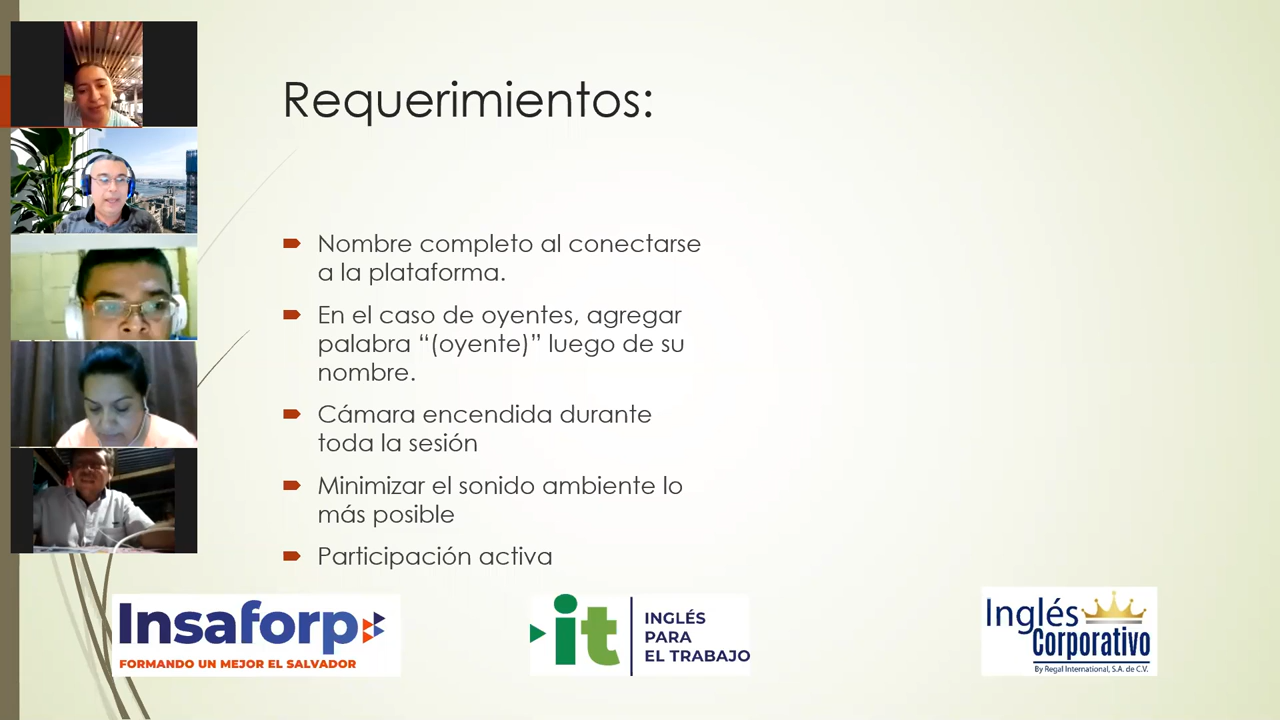 Requerimientos:
Nombre completo al conectarse
a la plataforma.
En el caso de oyentes, agregar
palabra “(oyente)” luego de su
nombre.
Cámara encendida durante
toda la sesión
Minimizar el sonido ambiente lo
más posible
Participación activa
Insaforp
FORMANDO UN MEJOR EL SALVADOR
it
INGLÉS
PARA
EL TRABAJO
Inglés
Corporativo
By Regal International, S.A. de C.V.